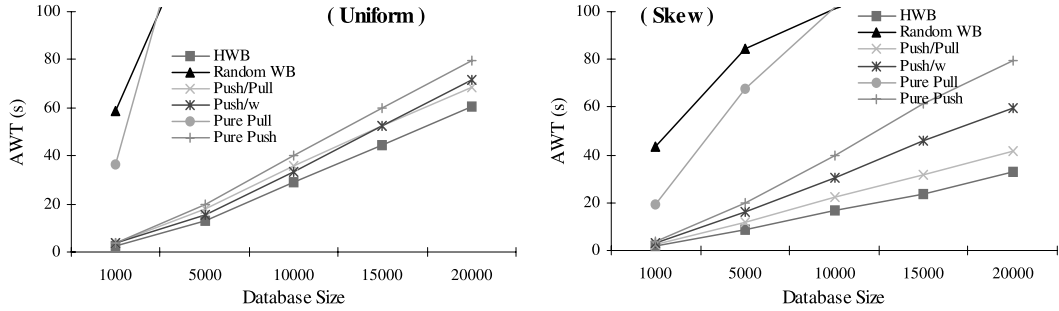 ( Uniform )
AWT (s)
100
80
60
40
20
0
HWB
Random WB
Push/Pull
Push/w
Pure Pull
Pure Push
1000 5000 10000 15000 20000
Database Size
( Skew )
AWT (s)
100
80
60
40
20
0
HWB
Random WB
Push/Pull
Push/w
Pure Pull
Pure Push
1000 5000 10000 15000 20000
Database Size